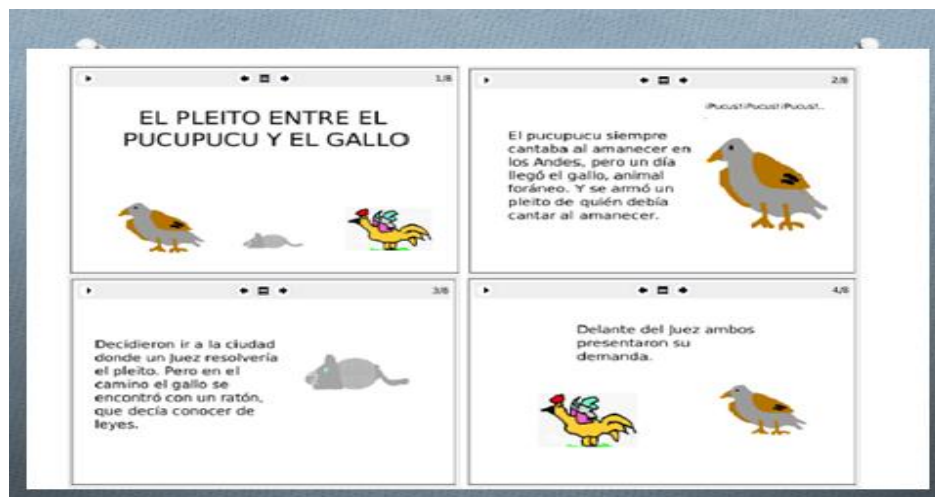 1/8
EL PLEITO ENTRE EL
PUCUPUCU Y EL GALLO
2/8
¡Pucus! ¡Pucus! ¡Pucus!...
El pucupucu siempre
cantaba al amanecer en
los Andes, pero un día
llegó el gallo, animal
foráneo. Y se armó un
pleito de quién debía
cantar al amanecer.
3/8
Decidieron ir a la ciudad
donde un Juez resolvería
el pleito. Pero en el
camino el gallo se
encontró con un ratón,
que decía conocer de
leyes.
4/8
Delante del Juez ambos
presentaron su
demanda.